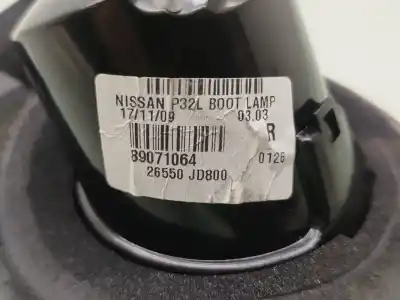 NISSAN P32L BOOT LAMP
17/11/09 03.03
R
89071064 0126
26550 JD800